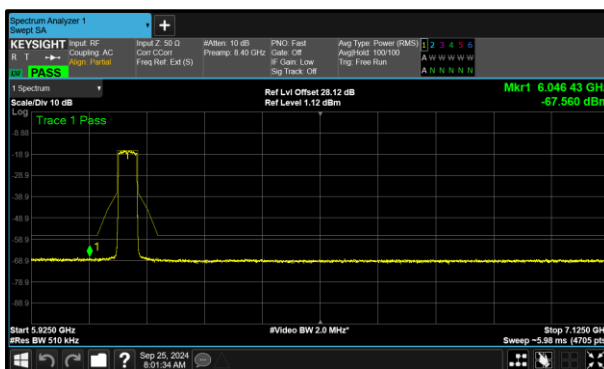 Spectrum Analyzer 1
Swept SA
+
KEYSIGHT
R T
LV
PASS
Input: RF
Coupling: AC
Align: Partial
Input Z: 50 Ω
Corr CCorr
Freq Ref: Ext (S)
#Atten: 10 dB
Preamp: 8.40 GHz
PNO: Fast
Gate: Off
IF Gain: Low
Sig Track: Off
Avg Type: Power (RMS)
Avg|Hold: 100/100
Trig: Free Run
1 2 3 4 5 6
A W W W W W
A N N N N N
1 Spectrum
Scale/Div 10 dB
Ref Lvl Offset 28.12 dB
Ref Level 1.12 dBm
Mkr1 6.046 43 GHz
-67.560 dBm
Log
Trace 1 Pass
-8.88
-18.9
-28.9
-38.9
-48.9
-58.9
-68.9
-78.9
-88.9
1
Start 5.9250 GHz
#Res BW 510 kHz
#Video BW 2.0 MHz*
Stop 7.1250 GHz
Sweep ~5.98 ms (4705 pts)
?
Sep 25, 2024
8:01:34 AM